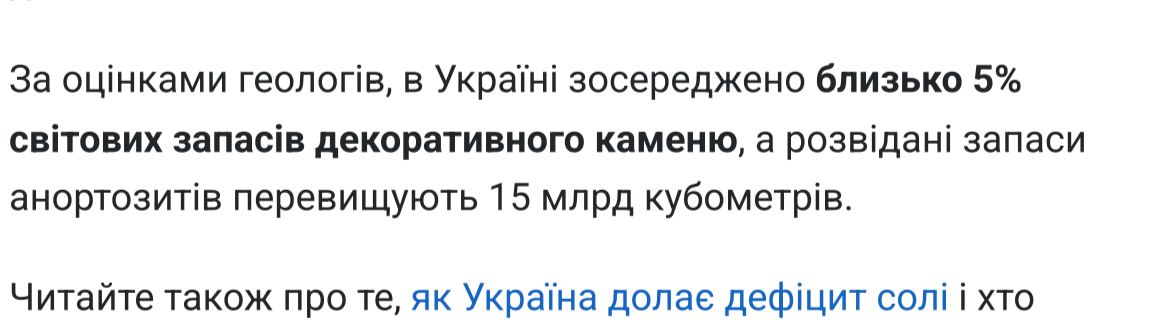 За оцінками геологів, в Україні зосереджено близько 5%
світових запасів декоративного каменю, а розвідані запаси
анортозитів перевищують 15 млрд кубометрів.
Читайте також про те, як Україна долає дефіцит солі і хто